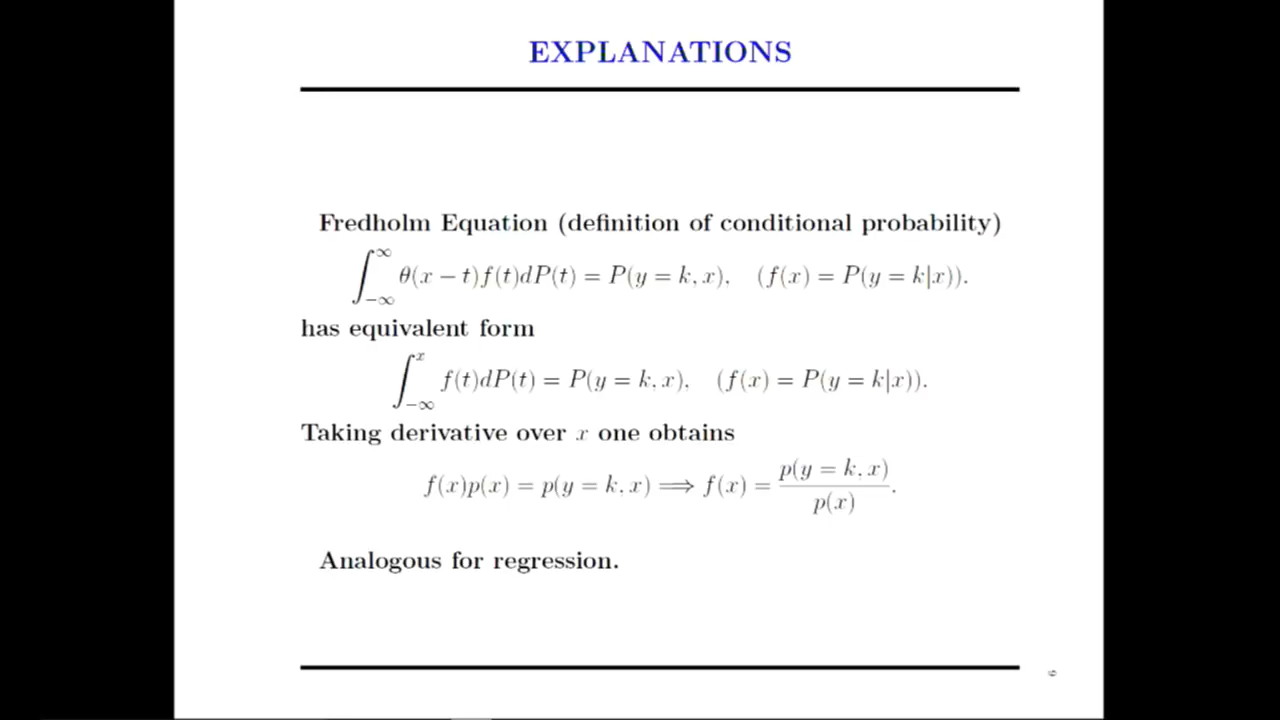 EXPLANATIONS
Fredholm Equation (definition of conditional probability)
∫_{-∞}^{∞} θ(x − t)f(t)dP(t) = P(y = k, x), (f(x) = P(y = k|x)).
has equivalent form
∫_{-∞}^{x} f(t)dP(t) = P(y = k, x), (f(x) = P(y = k|x)).
Taking derivative over x one obtains
f(x)p(x) = p(y = k, x) ⟹ f(x) = p(y = k, x) / p(x).
Analogous for regression.